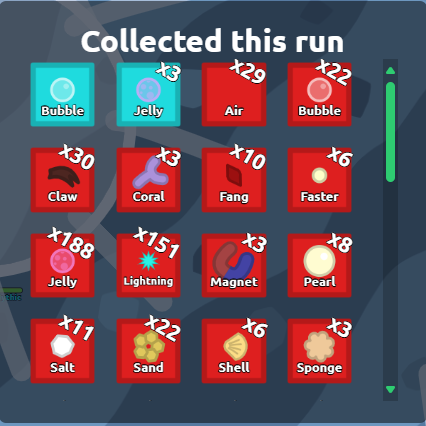 Collected this run
Bubble
x3 Jelly
x29 Air
x22 Bubble
x30 Claw
x3 Coral
x10 Fang
x6 Faster
x188 Jelly
x151 Lightning
x3 Magnet
x8 Pearl
x11 Salt
x22 Sand
x6 Shell
x3 Sponge